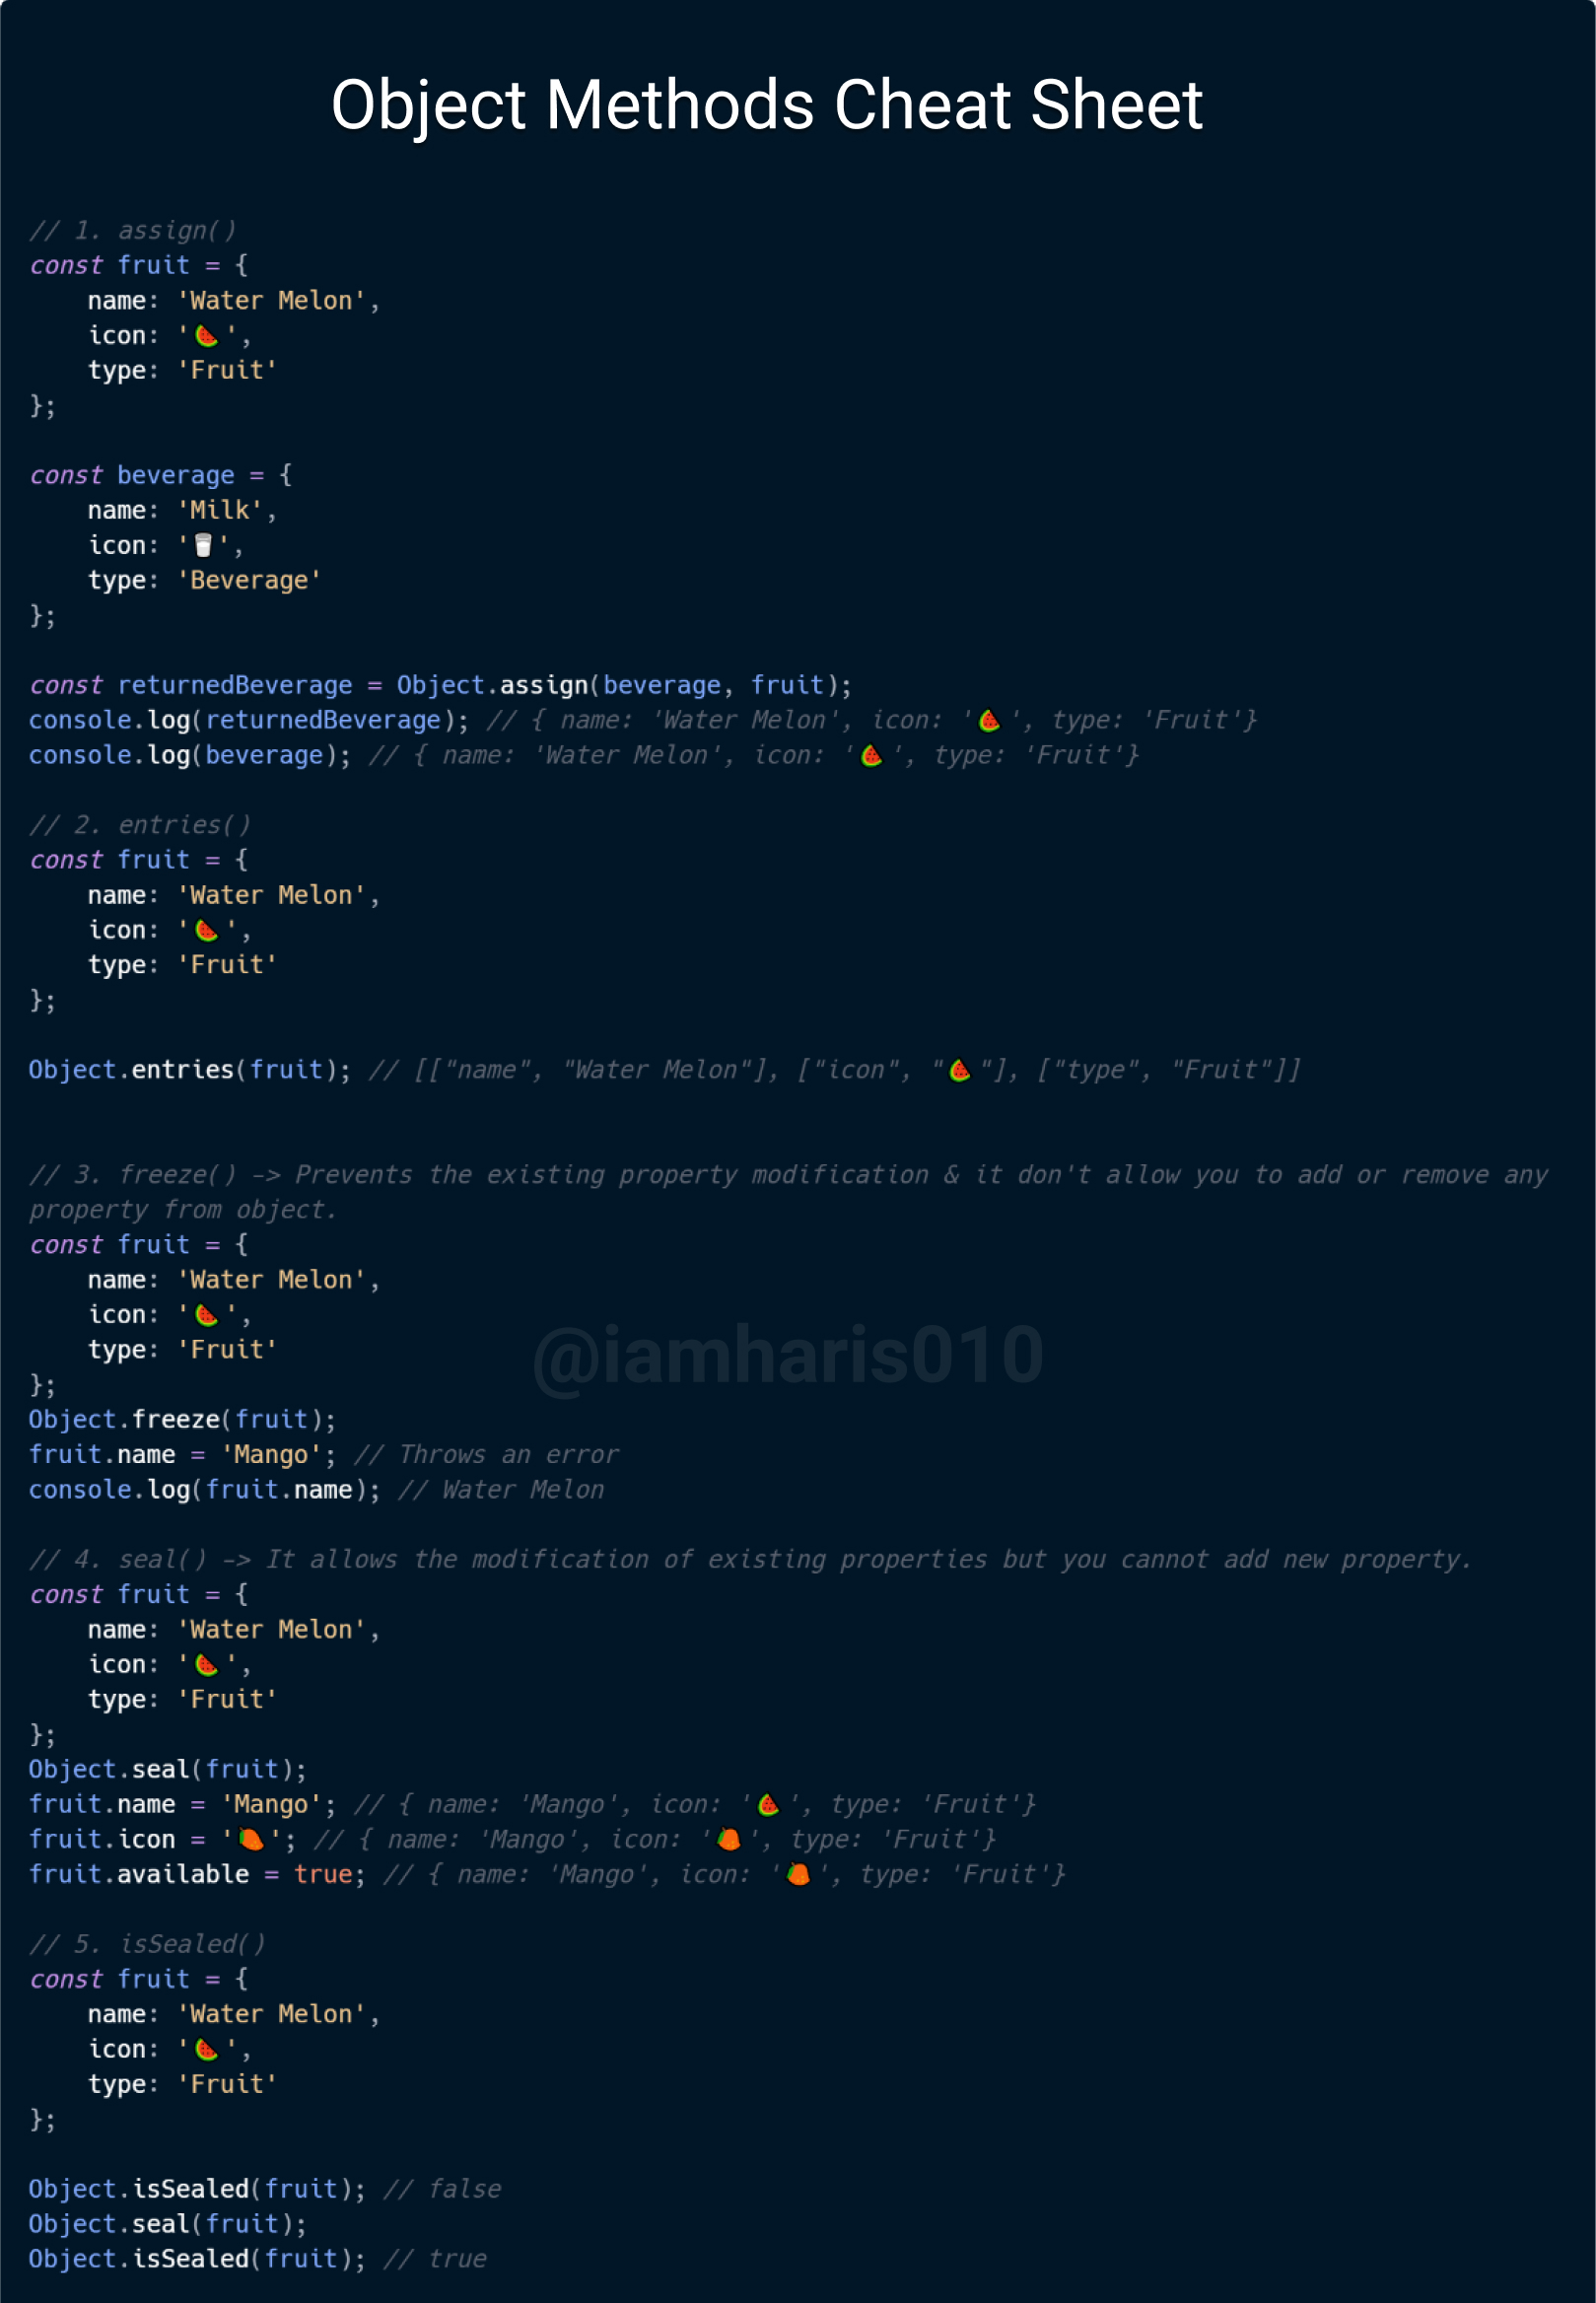 Object Methods Cheat Sheet
// 1. assign()
const fruit = {
    name: 'Water Melon',
    icon: '🍉',
    type: 'Fruit'
};
const beverage = {
    name: 'Milk',
    icon: '🥛',
    type: 'Beverage'
};
const returnedBeverage = Object.assign(beverage, fruit);
console.log(returnedBeverage); // { name: 'Water Melon', icon: '🍉', type: 'Fruit'}
console.log(beverage); // { name: 'Water Melon', icon: '🍉', type: 'Fruit'}
// 2. entries()
const fruit = {
    name: 'Water Melon',
    icon: '🍉',
    type: 'Fruit'
};
Object.entries(fruit); // [["name", "Water Melon"], ["icon", "🍉"], ["type", "Fruit"]]
// 3. freeze() -> Prevents the existing property modification & it don't allow you to add or remove any
property from object.
const fruit = {
    name: 'Water Melon',
    icon: '🍉',
    type: 'Fruit'
};
@iamharis010
Object.freeze(fruit);
fruit.name = 'Mango'; // Throws an error
console.log(fruit.name); // Water Melon
// 4. seal() -> It allows the modification of existing properties but you cannot add new property.
const fruit = {
    name: 'Water Melon',
    icon: '🍉',
    type: 'Fruit'
};
Object.seal(fruit);
fruit.name = 'Mango'; // { name: 'Mango', icon: '🍉', type: 'Fruit'}
fruit.icon = '🥭'; // { name: 'Mango', icon: '🥭', type: 'Fruit'}
fruit.available = true; // { name: 'Mango', icon: '🥭', type: 'Fruit'}
// 5. isSealed()
const fruit = {
    name: 'Water Melon',
    icon: '🍉',
    type: 'Fruit'
};
Object.isSealed(fruit); // false
Object.seal(fruit);
Object.isSealed(fruit); // true